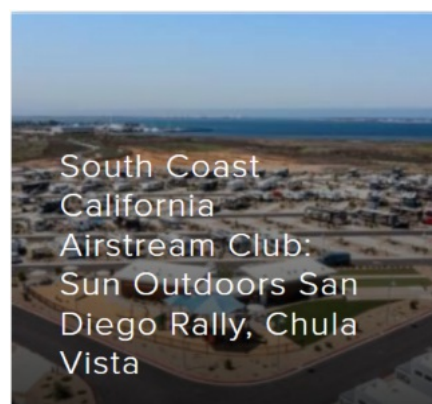 South Coast
California
Airstream Club:
Sun Outdoors San
Diego Rally, Chula
Vista